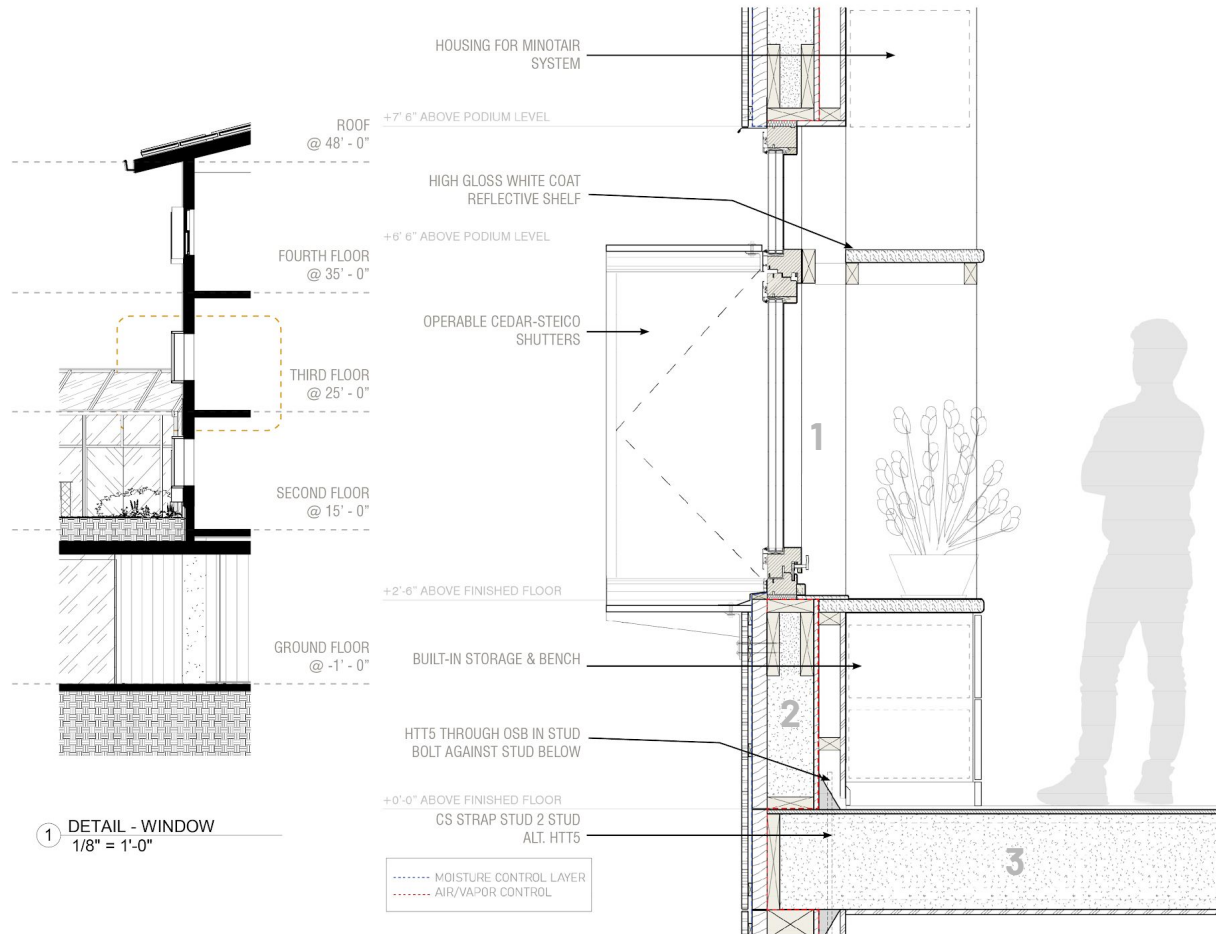 ROOF
@ 48' - 0"
FOURTH FLOOR
@ 35' - 0"
THIRD FLOOR
@ 25' - 0"
SECOND FLOOR
@ 15' - 0"
GROUND FLOOR
@ -1' - 0"
1 DETAIL - WINDOW
1/8" = 1'-0"
HOUSING FOR MINOTAIR
SYSTEM
+7' 6" ABOVE PODIUM LEVEL
HIGH GLOSS WHITE COAT
REFLECTIVE SHELF
+6' 6" ABOVE PODIUM LEVEL
OPERABLE CEDAR-STEICO
SHUTTERS
1
+2'-6" ABOVE FINISHED FLOOR
BUILT-IN STORAGE & BENCH
2
HTT5 THROUGH OSB IN STUD
BOLT AGAINST STUD BELOW
+0'-0" ABOVE FINISHED FLOOR
CS STRAP STUD 2 STUD
ALT. HTT5
3
MOISTURE CONTROL LAYER
AIR/VAPOR CONTROL